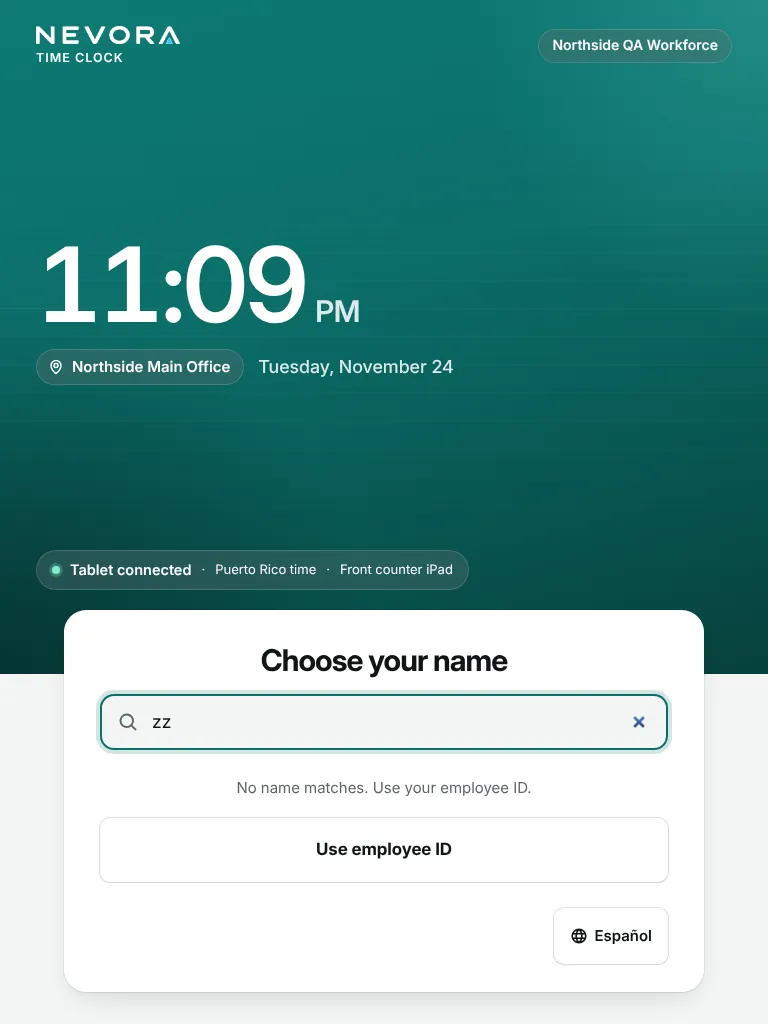 NEVORA
TIME CLOCK
Northside QA Workforce
11:09 PM
Northside Main Office
Tuesday, November 24
Tablet connected · Puerto Rico time · Front counter iPad
Choose your name
zz
No name matches. Use your employee ID.
Use employee ID
Español